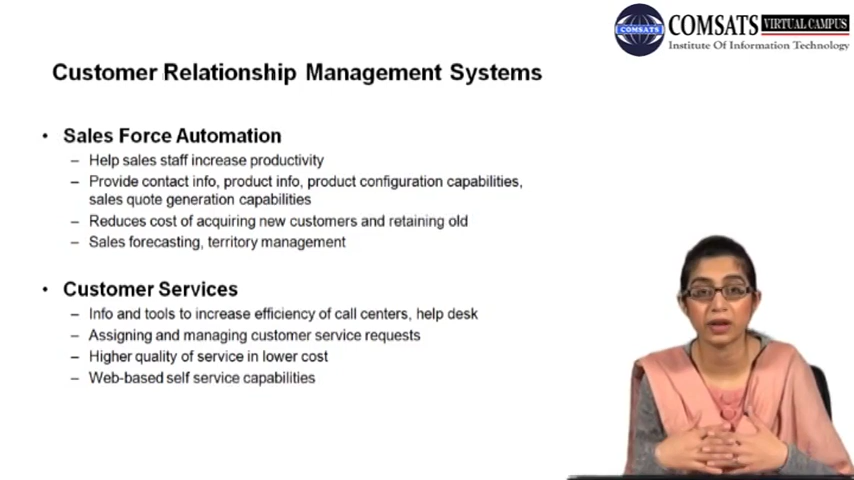 COMSATS VIRTUAL CAMPUS
Institute Of Information Technology
COMSATS
Customer Relationship Management Systems
• Sales Force Automation
– Help sales staff increase productivity
– Provide contact info, product info, product configuration capabilities,
sales quote generation capabilities
– Reduces cost of acquiring new customers and retaining old
– Sales forecasting, territory management
• Customer Services
– Info and tools to increase efficiency of call centers, help desk
– Assigning and managing customer service requests
– Higher quality of service in lower cost
– Web-based self service capabilities